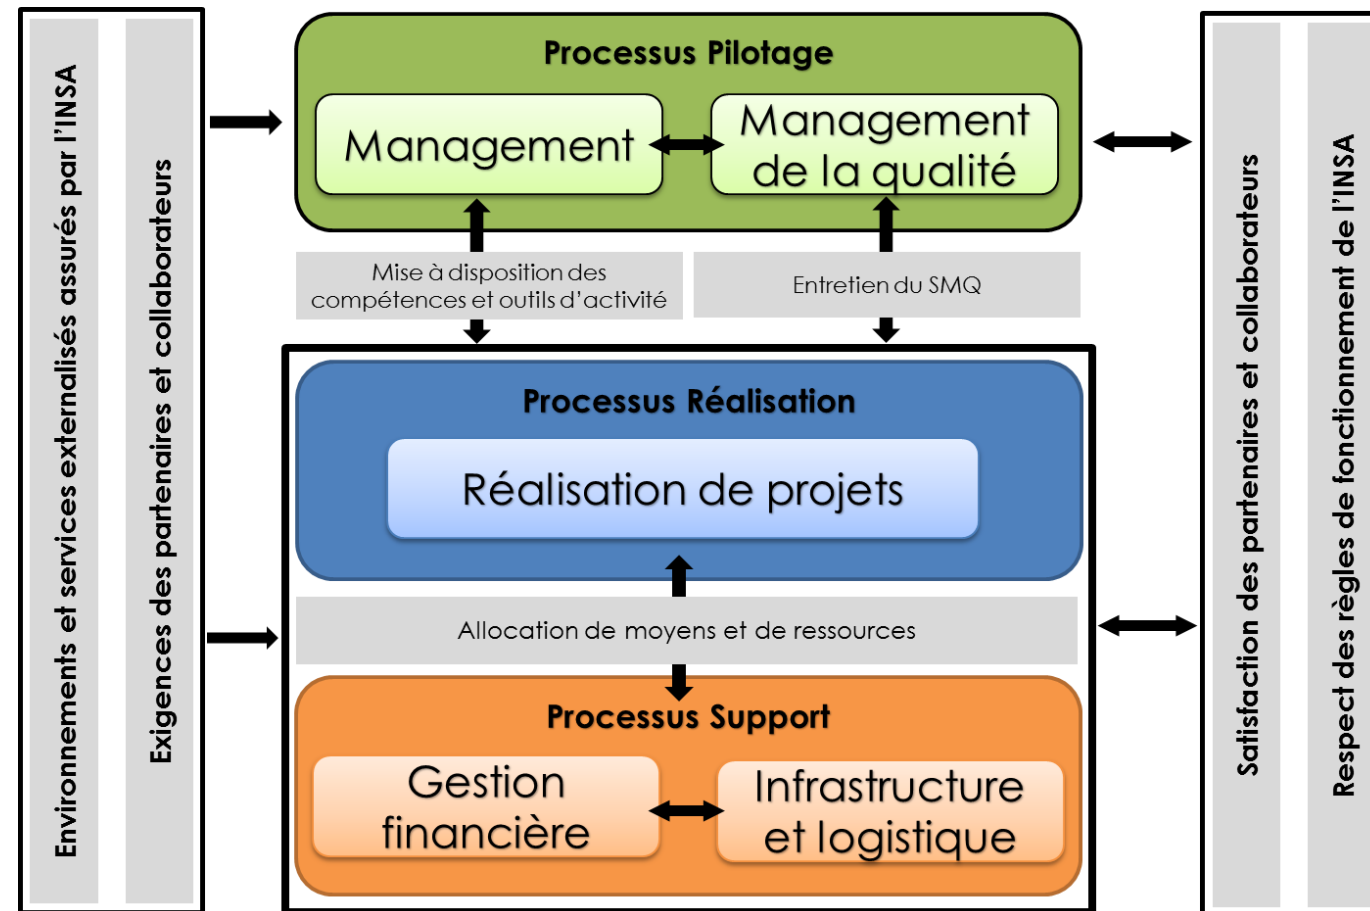 Environnements et services externalisés assurés par l'INSA
Exigences des partenaires et collaborateurs
Processus Pilotage
Management
Management
de la qualité
Mise à disposition des
compétences et outils d'activité
Entretien du SMQ
Processus Réalisation
Réalisation de projets
Allocation de moyens et de ressources
Processus Support
Gestion
financière
Infrastructure
et logistique
Satisfaction des partenaires et collaborateurs
Respect des règles de fonctionnement de l'INSA